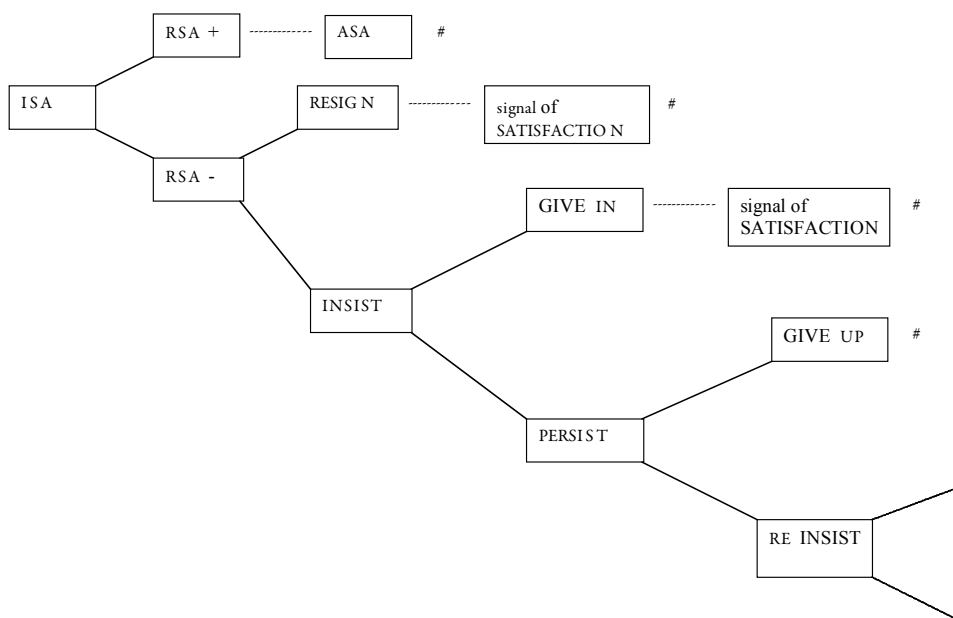 RSA +
ASA
#
ISA
RESIGN
signal of
SATISFACTION
#
RSA -
GIVE IN
signal of
SATISFACTION
#
INSIST
GIVE UP
#
PERSIST
RE INSIST